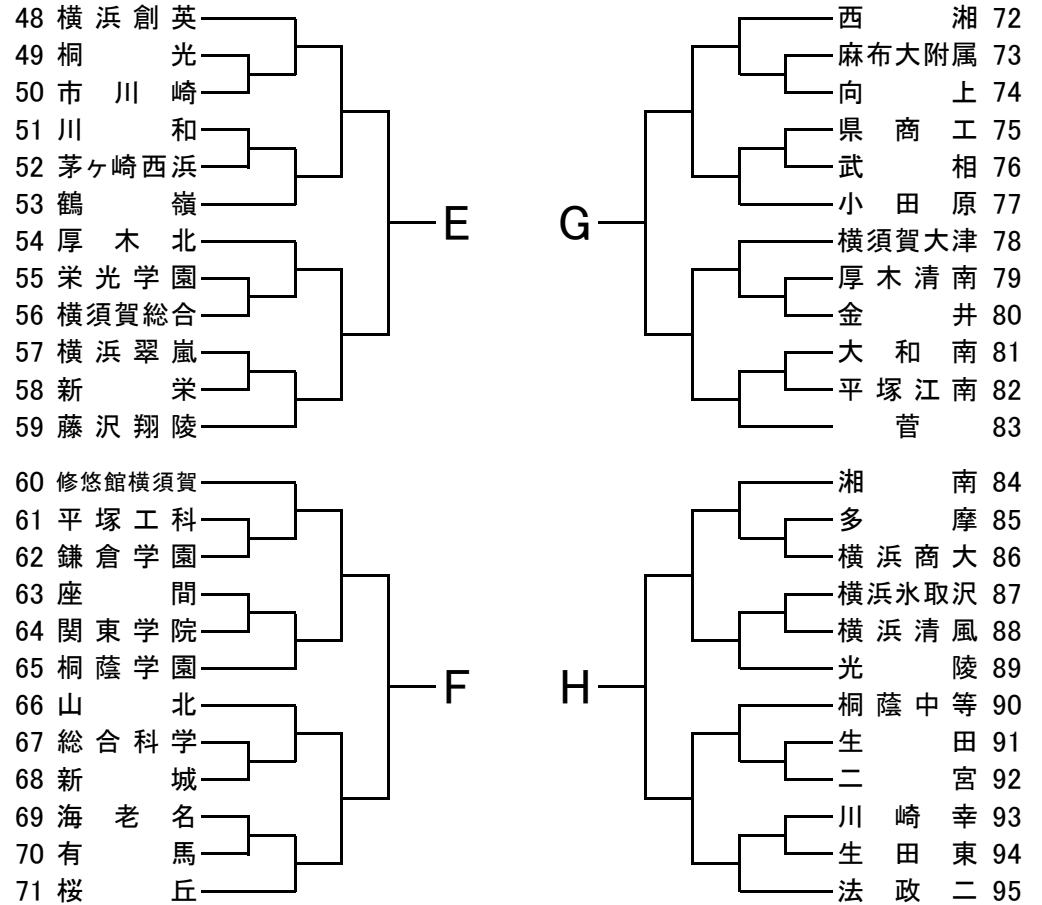 48 横浜創英
49 桐光
50 市川崎
51 川和
52 茅ヶ崎西浜
53 鶴嶺
54 厚木北
55 栄光学園
56 横須賀総合
57 横浜翠嵐
58 新栄
59 藤沢翔陵
E
60 修悠館横須賀
61 平塚工科
62 鎌倉学園
63 座間
64 関東学院
65 桐蔭学園
66 山北
67 総合科学
68 新城
69 海老名
70 有馬
71 桜丘
F
西湘 72
麻布大附属 73
向上 74
県商工 75
武相 76
小田原 77
横須賀大津 78
厚木清南 79
金井 80
大和南 81
平塚江南 82
菅 83
G
湘南 84
多摩 85
横浜商大 86
横浜氷取沢 87
横浜清風 88
光陵 89
桐蔭中等 90
生田 91
二宮 92
川崎幸 93
生田東 94
法政二 95
H